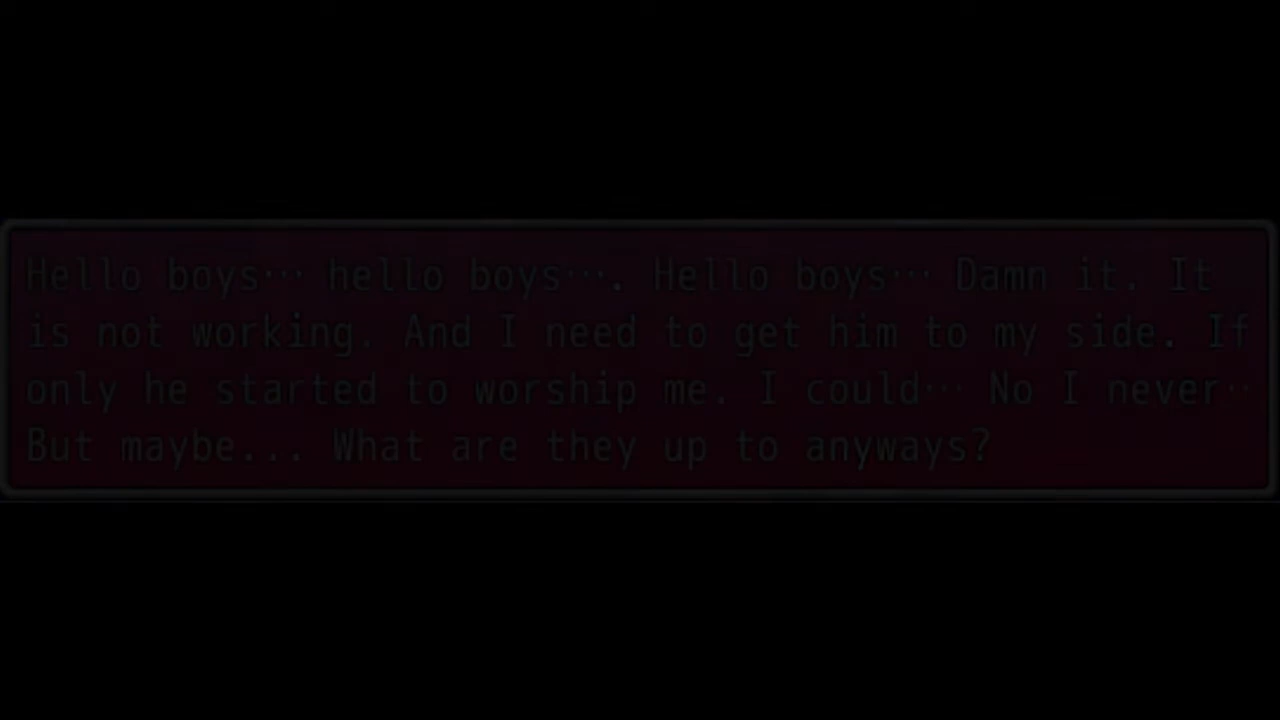 Hello boys… hello boys…. Hello boys… Damn it. It
is not working. And I need to get him to my side. If
only he started to worship me. I could… No I never…
But maybe... What are they up to anyways?